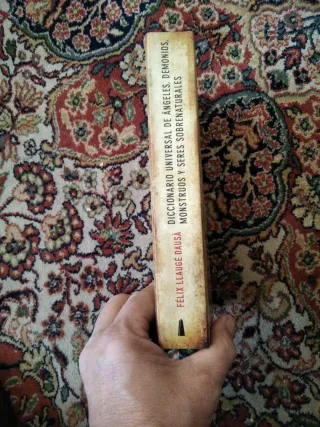 DICCIONARIO UNIVERSAL DE ÁNGELES, DEMONIOS,
MONSTRUOS Y SERES SOBRENATURALES
FÉLIX LLAUGÉ DAUSÀ